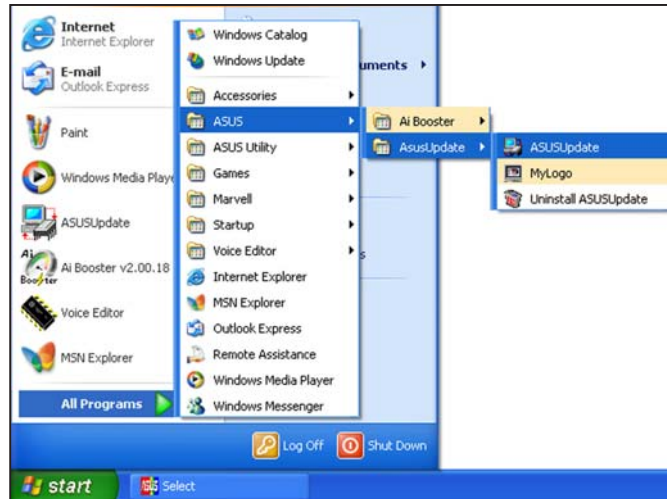 Internet
Internet Explorer
E-mail
Outlook Express
Paint
Windows Media Playe
ASUSUpdate
Ai Booster v2.00.18
Voice Editor
MSN Explorer
All Programs
Windows Catalog
Windows Update
Accessories
ASUS
ASUS Utility
Games
Marvell
Startup
Voice Editor
Internet Explorer
MSN Explorer
Outlook Express
Remote Assistance
Windows Media Player
Windows Messenger
uments
s
Ai Booster
AsusUpdate
ASUSUpdate
MyLogo
Uninstall ASUSUpdate
Log Off
Shut Down
start
Select